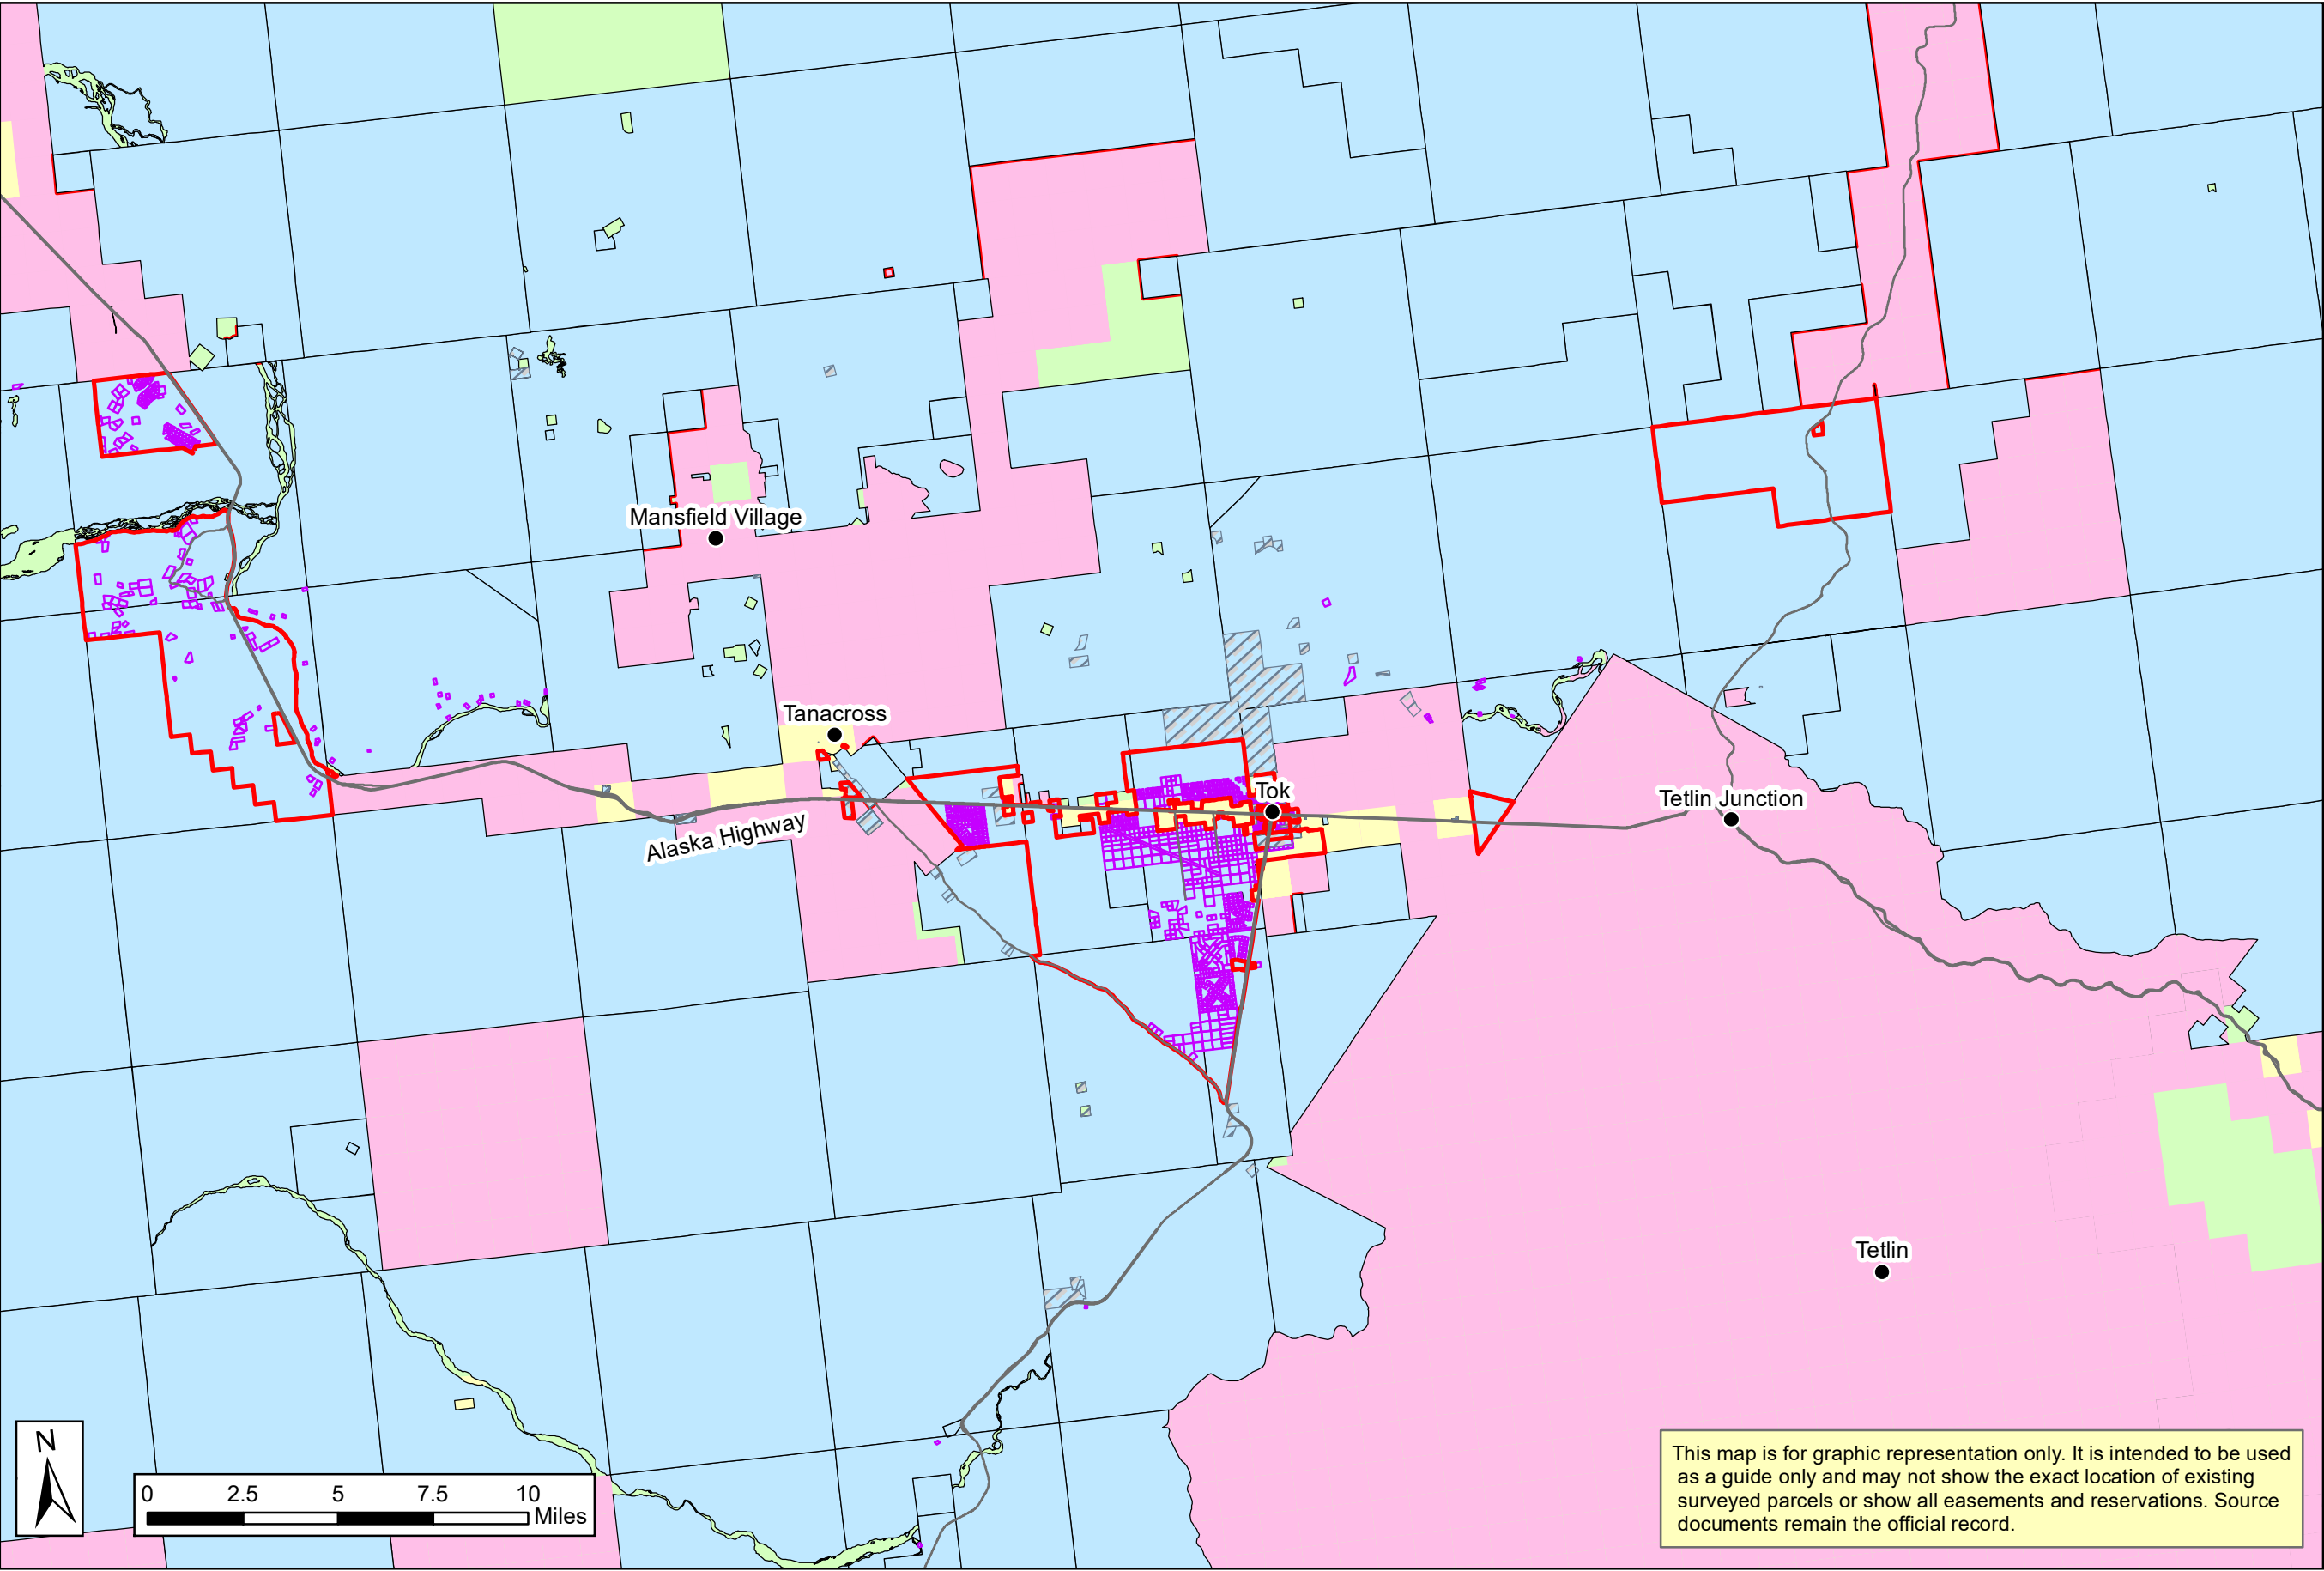 Mansfield Village
Tanacross
Tok
Tetlin Junction
Alaska Highway
Tetlin
N
0 2.5 5 7.5 10
Miles
This map is for graphic representation only. It is intended to be used
as a guide only and may not show the exact location of existing
surveyed parcels or show all easements and reservations. Source
documents remain the official record.